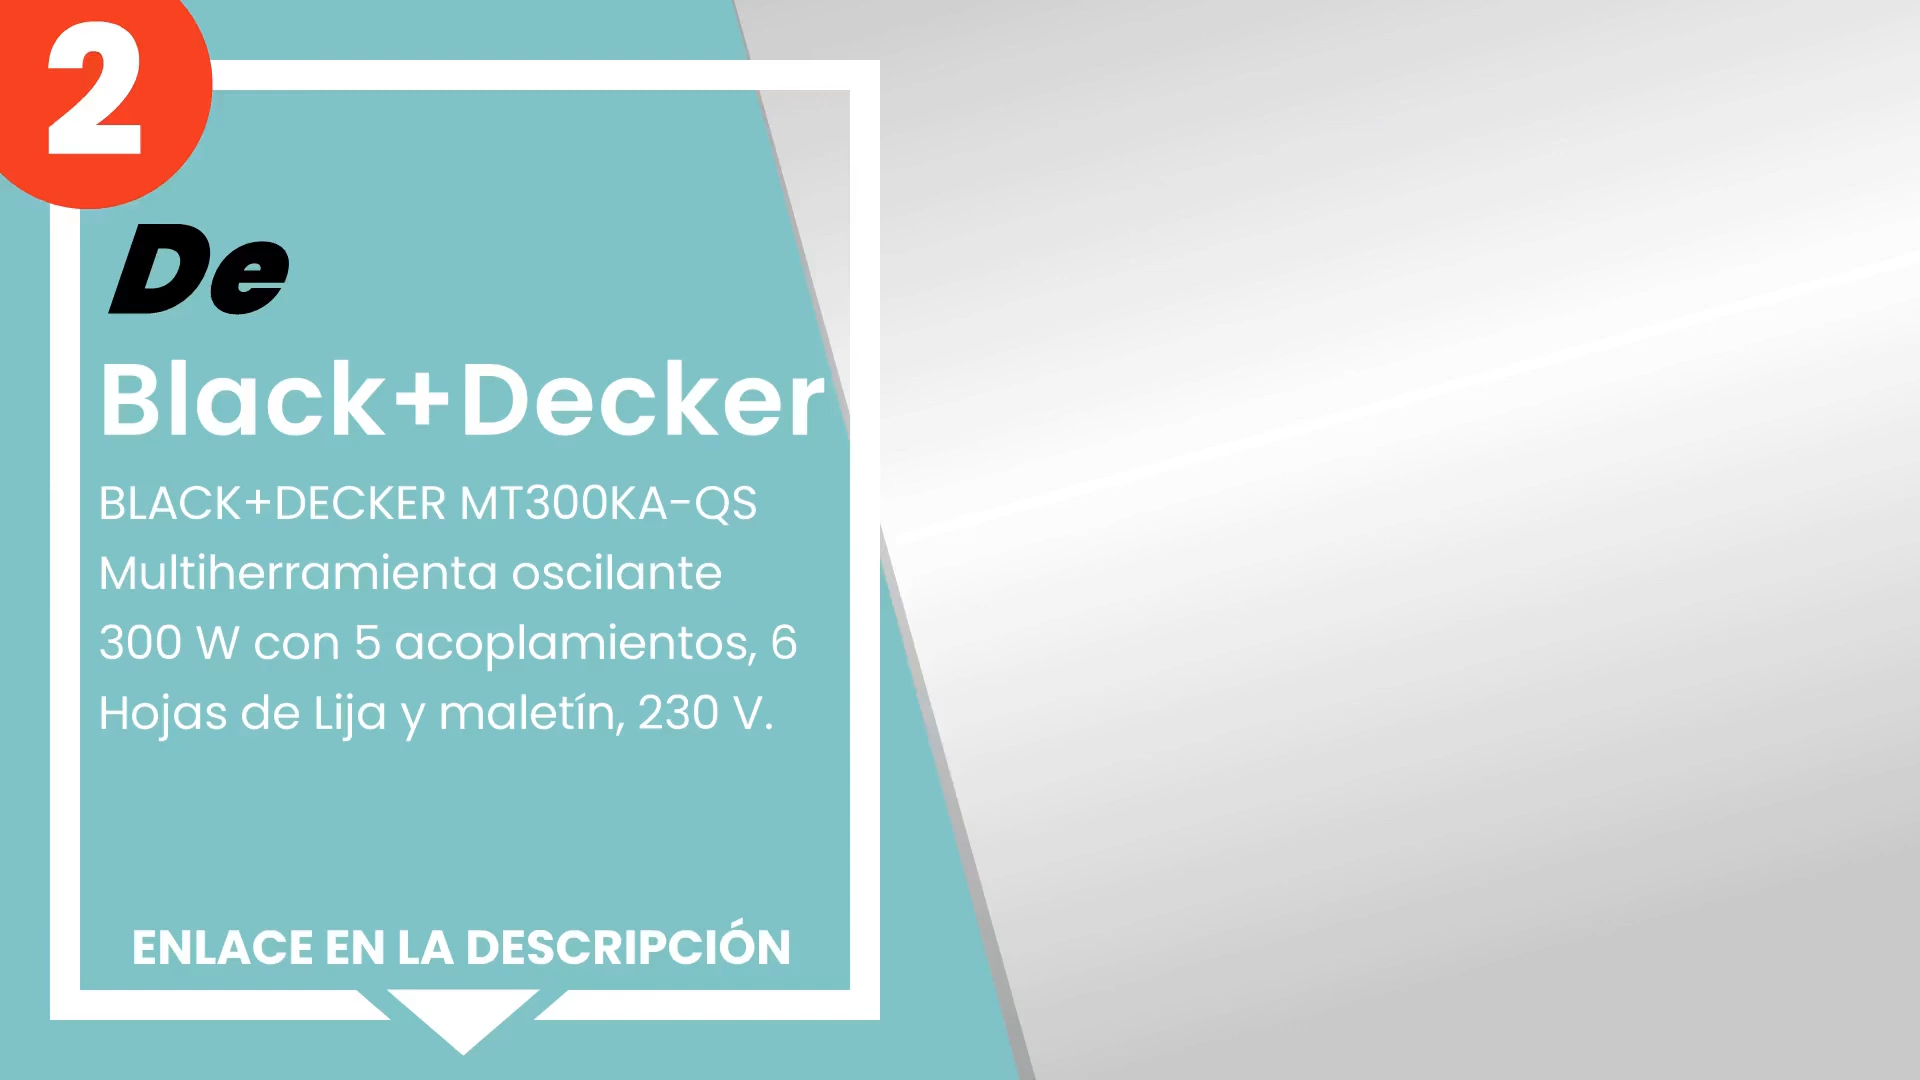 2
De
Black+Decker
BLACK+DECKER MT300KA-QS
Multiherramienta oscilante
300 W con 5 acoplamientos, 6
Hojas de Lija y maletín, 230 V.
ENLACE EN LA DESCRIPCIÓN